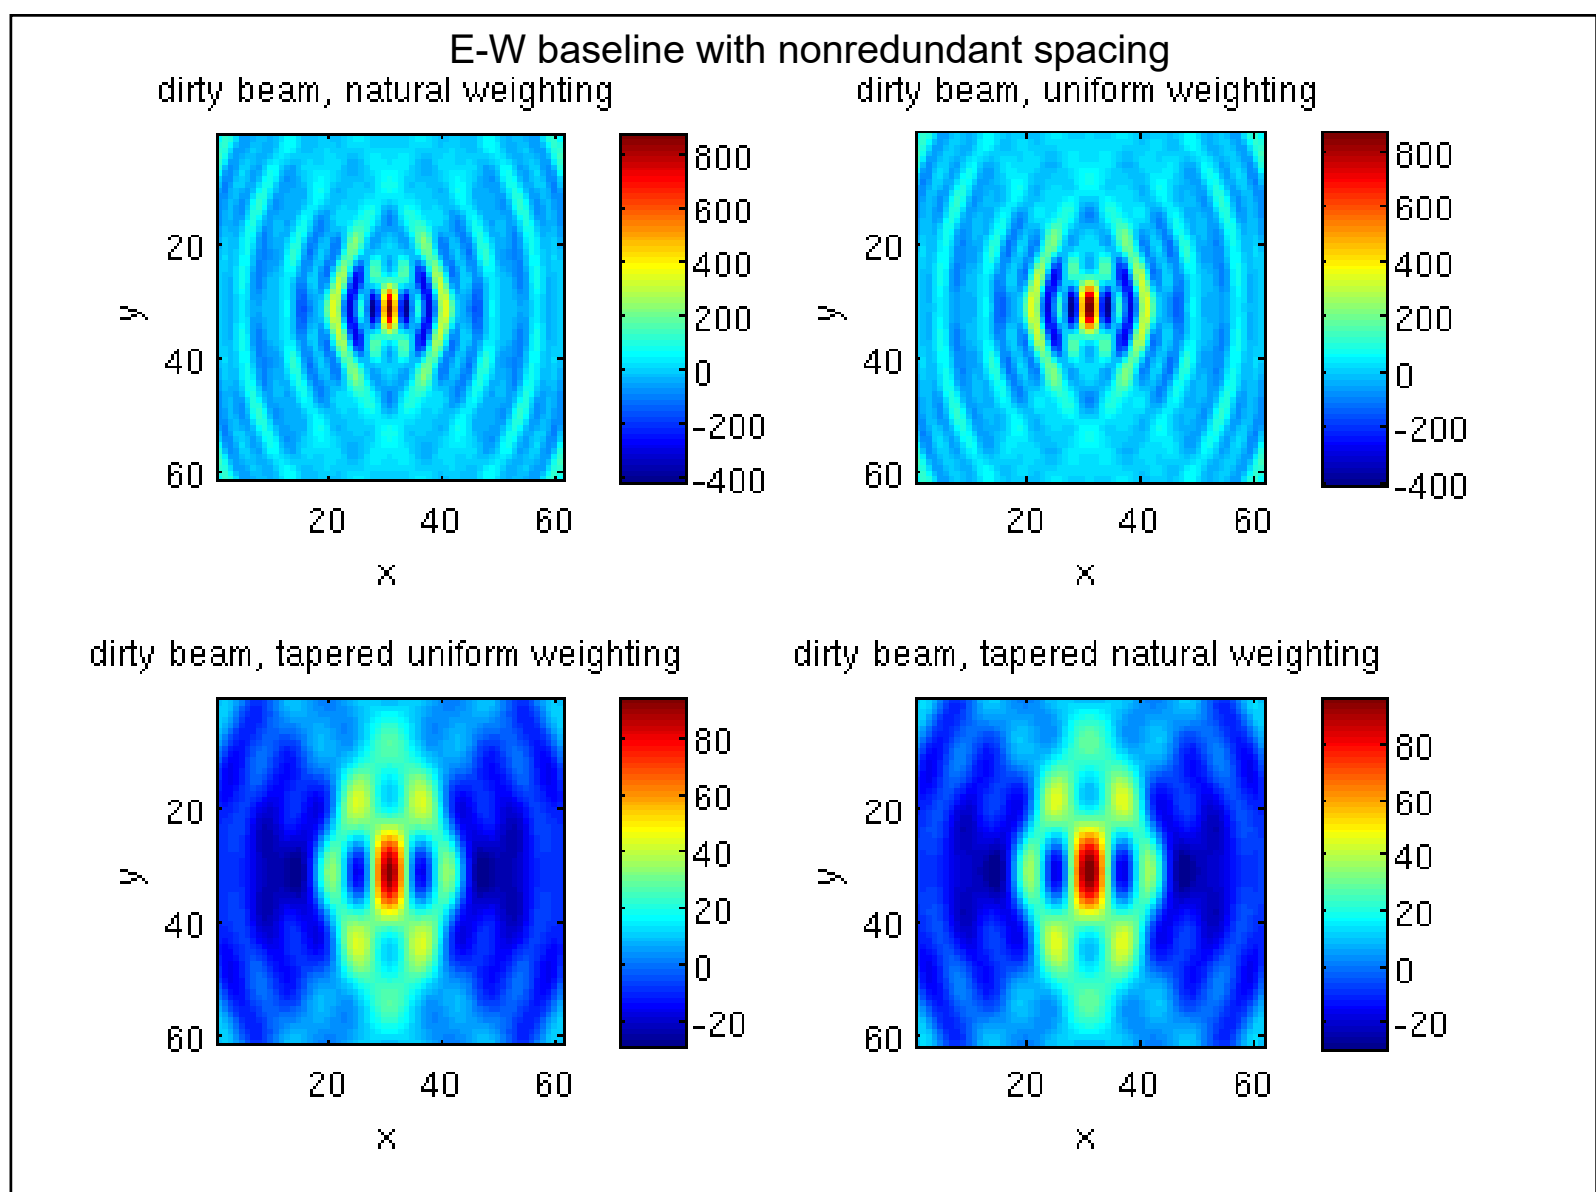 E-W baseline with nonredundant spacing
dirty beam, natural weighting
800
600
400
200
0
-200
-400
20
40
60
y
20 40 60
x
dirty beam, uniform weighting
800
600
400
200
0
-200
-400
20
40
60
y
20 40 60
x
dirty beam, tapered uniform weighting
80
60
40
20
0
-20
20
40
60
y
20 40 60
x
dirty beam, tapered natural weighting
80
60
40
20
0
-20
20
40
60
y
20 40 60
x